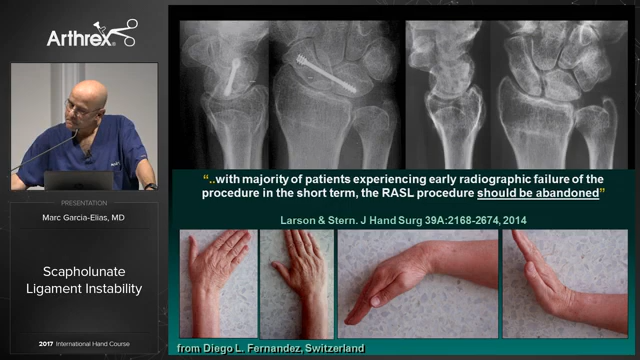 Arthrex
PRESENTATION
Marc Garcia-Elias, MD
Scapholunate
Ligament Instability
2017 International Hand Course
“..with majority of patients experiencing early radiographic failure of the
procedure in the short term, the RASL procedure should be abandoned”
Larson & Stern. J Hand Surg 39A:2168-2674, 2014
from Diego L. Fernandez, Switzerland